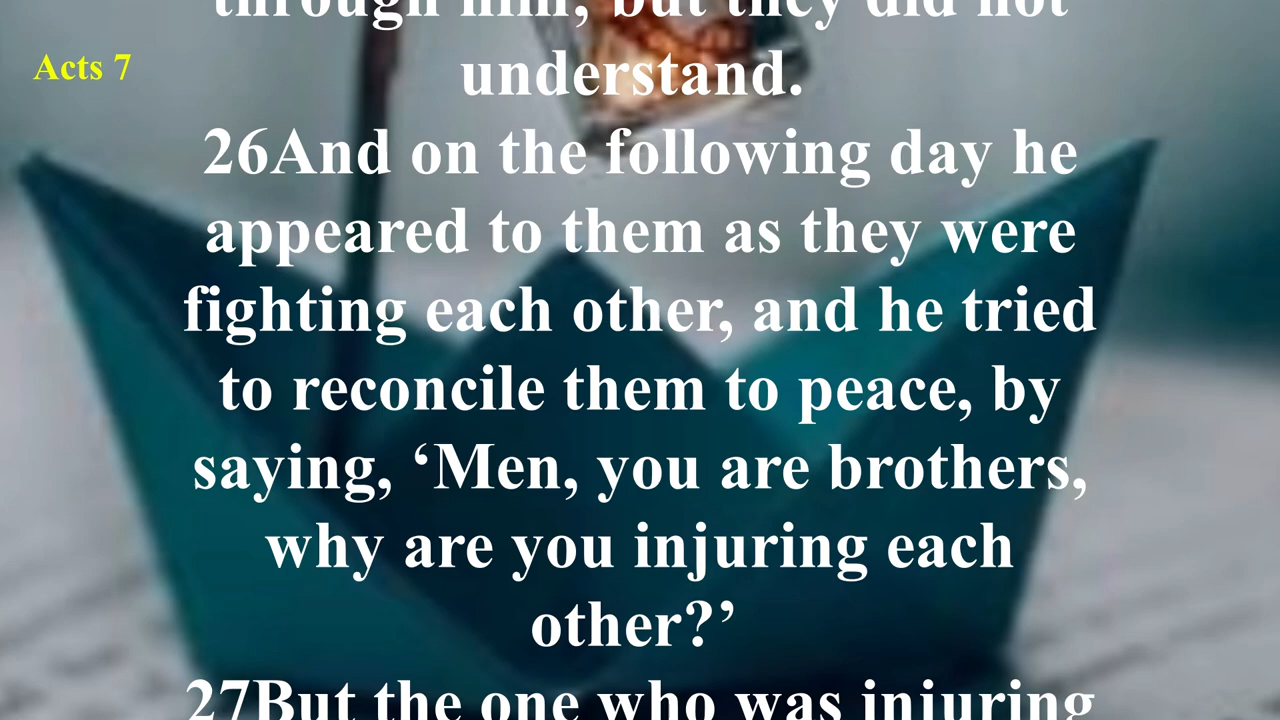 through him, but they did not
Acts 7
understand.
26And on the following day he
appeared to them as they were
fighting each other, and he tried
to reconcile them to peace, by
saying, ‘Men, you are brothers,
why are you injuring each
other?’
27But the one who was injuring